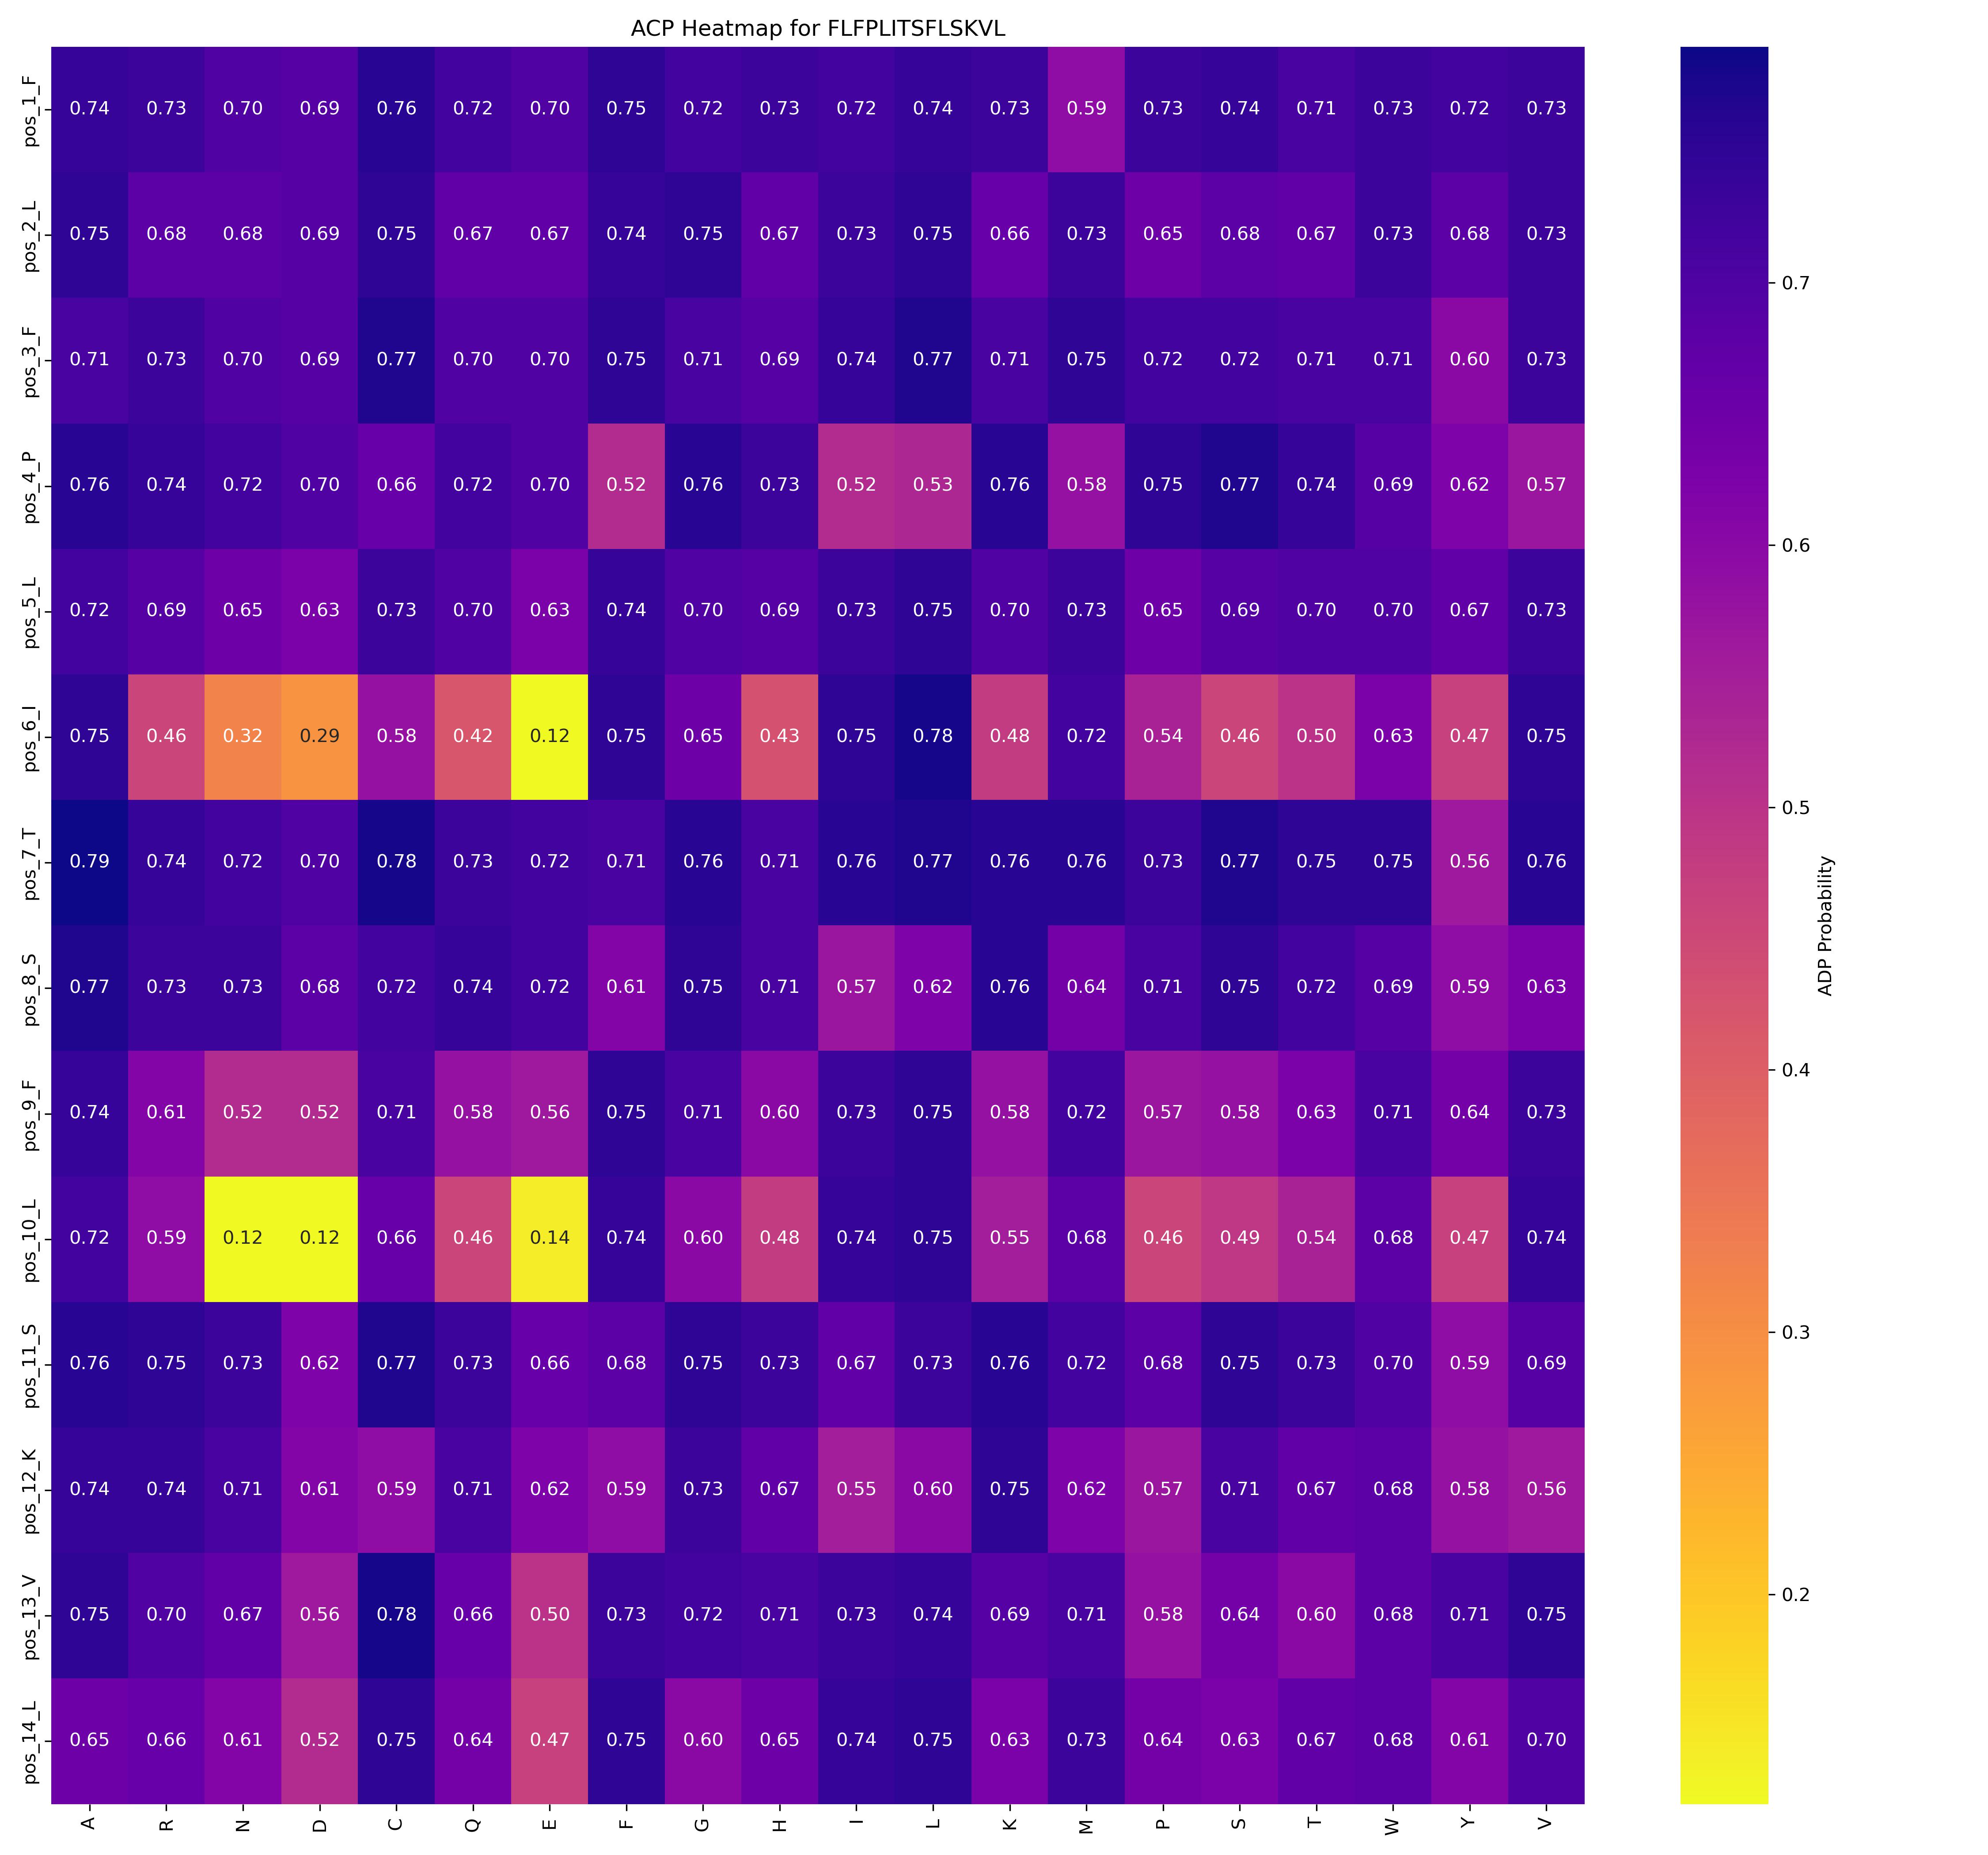 ACP Heatmap for FLFPLITSFLSKVL
pos_1_F 0.74 0.73 0.70 0.69 0.76 0.72 0.70 0.75 0.72 0.73 0.72 0.74 0.73 0.59 0.73 0.74 0.71 0.73 0.72 0.73
pos_2_L 0.75 0.68 0.68 0.69 0.75 0.67 0.67 0.74 0.75 0.67 0.73 0.75 0.66 0.73 0.65 0.68 0.67 0.73 0.68 0.73
pos_3_F 0.71 0.73 0.70 0.69 0.77 0.70 0.70 0.75 0.71 0.69 0.74 0.77 0.71 0.75 0.72 0.72 0.71 0.71 0.60 0.73
pos_4_P 0.76 0.74 0.72 0.70 0.66 0.72 0.70 0.52 0.76 0.73 0.52 0.53 0.76 0.58 0.75 0.77 0.74 0.69 0.62 0.57
pos_5_L 0.72 0.69 0.65 0.63 0.73 0.70 0.63 0.74 0.70 0.69 0.73 0.75 0.70 0.73 0.65 0.69 0.70 0.70 0.67 0.73
pos_6_I 0.75 0.46 0.32 0.29 0.58 0.42 0.12 0.75 0.65 0.43 0.75 0.78 0.48 0.72 0.54 0.46 0.50 0.63 0.47 0.75
pos_7_T 0.79 0.74 0.72 0.70 0.78 0.73 0.72 0.71 0.76 0.71 0.76 0.77 0.76 0.76 0.73 0.77 0.75 0.75 0.56 0.76
pos_8_S 0.77 0.73 0.73 0.68 0.72 0.74 0.72 0.61 0.75 0.71 0.57 0.62 0.76 0.64 0.71 0.75 0.72 0.69 0.59 0.63
pos_9_F 0.74 0.61 0.52 0.52 0.71 0.58 0.56 0.75 0.71 0.60 0.73 0.75 0.58 0.72 0.57 0.58 0.63 0.71 0.64 0.73
pos_10_L 0.72 0.59 0.12 0.12 0.66 0.46 0.14 0.74 0.60 0.48 0.74 0.75 0.55 0.68 0.46 0.49 0.54 0.68 0.47 0.74
pos_11_S 0.76 0.75 0.73 0.62 0.77 0.73 0.66 0.68 0.75 0.73 0.67 0.73 0.76 0.72 0.68 0.75 0.73 0.70 0.59 0.69
pos_12_K 0.74 0.74 0.71 0.61 0.59 0.71 0.62 0.59 0.73 0.67 0.55 0.60 0.75 0.62 0.57 0.71 0.67 0.68 0.58 0.56
pos_13_V 0.75 0.70 0.67 0.56 0.78 0.66 0.50 0.73 0.72 0.71 0.73 0.74 0.69 0.71 0.58 0.64 0.60 0.68 0.71 0.75
pos_14_L 0.65 0.66 0.61 0.52 0.75 0.64 0.47 0.75 0.60 0.65 0.74 0.75 0.63 0.73 0.64 0.63 0.67 0.68 0.61 0.70
A R N D C Q E F G H I L K M P S T W Y V
0.7
0.6
0.5
0.4
0.3
0.2
ADP Probability